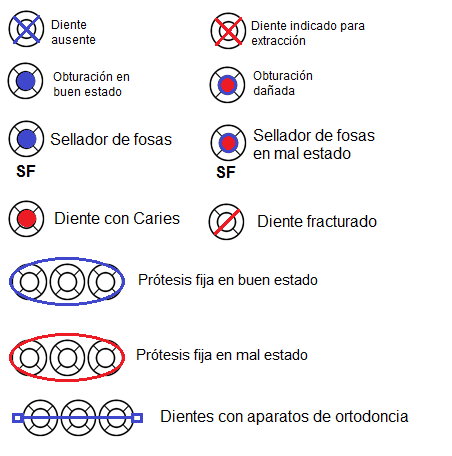 Diente
ausente
Diente indicado para
extracción
Obturación en
buen estado
Obturación
dañada
Sellador de fosas
SF
Sellador de fosas
en mal estado
SF
Diente con Caries
Diente fracturado
Prótesis fija en buen estado
Prótesis fija en mal estado
Dientes con aparatos de ortodoncia